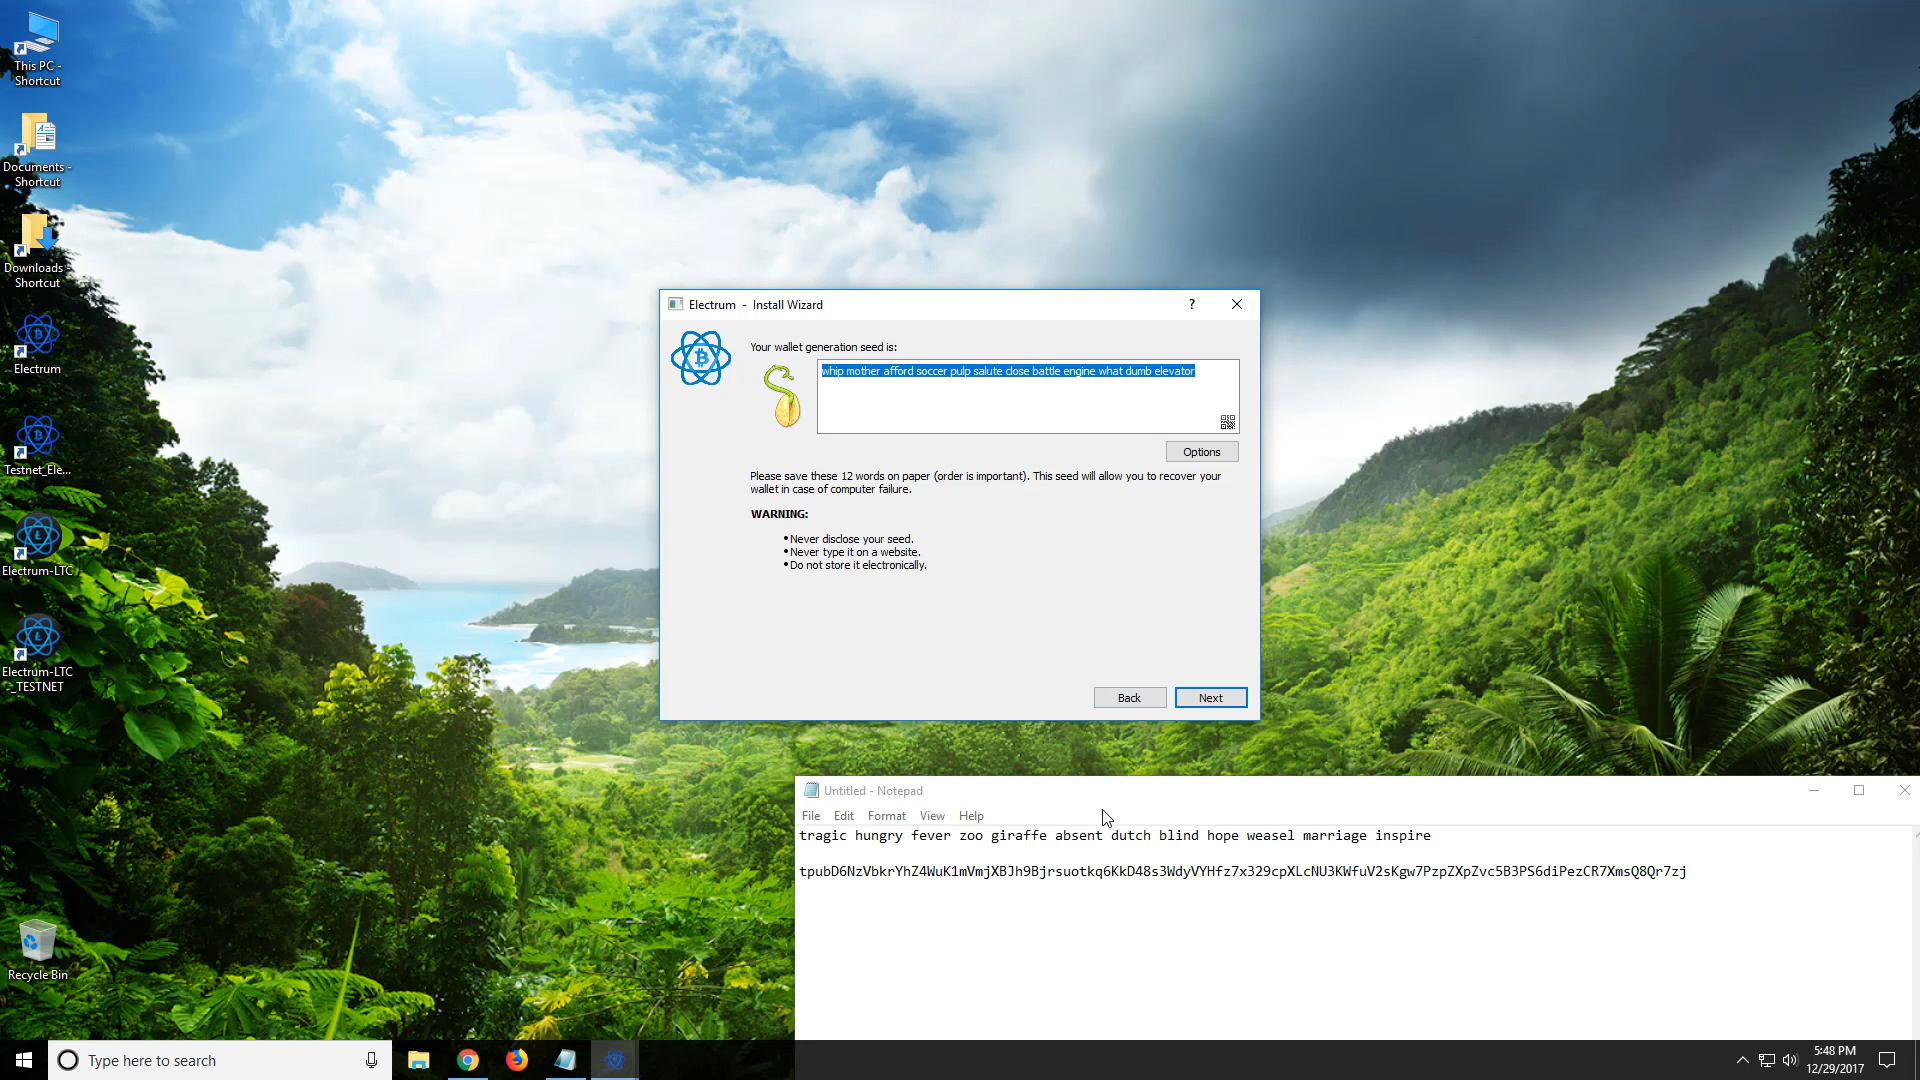 This PC -
Shortcut
Documents -
Shortcut
Downloads -
Shortcut
Electrum
Testnet_Ele...
Electrum-LTC
Electrum-LTC
_TESTNET
Recycle Bin
Electrum - Install Wizard
?
Your wallet generation seed is:
whip mother afford soccer pulp salute close battle engine what dumb elevator
Options
Please save these 12 words on paper (order is important). This seed will allow you to recover your
wallet in case of computer failure.
WARNING:
•Never disclose your seed.
•Never type it on a website.
•Do not store it electronically.
Back
Next
Untitled - Notepad
File Edit Format View Help
tragic hungry fever zoo giraffe absent dutch blind hope weasel marriage inspire
tpubD6NzVbkrYhZ4WuK1mVmjXBJh9Bjrsuotkq6KkD48s3WdyVYHfz7x329cpXLcNU3KWfuV2sKgw7PzpZXpZvc5B3PS6diPezCR7XmsQ8Qr7zj
Type here to search
5:48 PM
12/29/2017